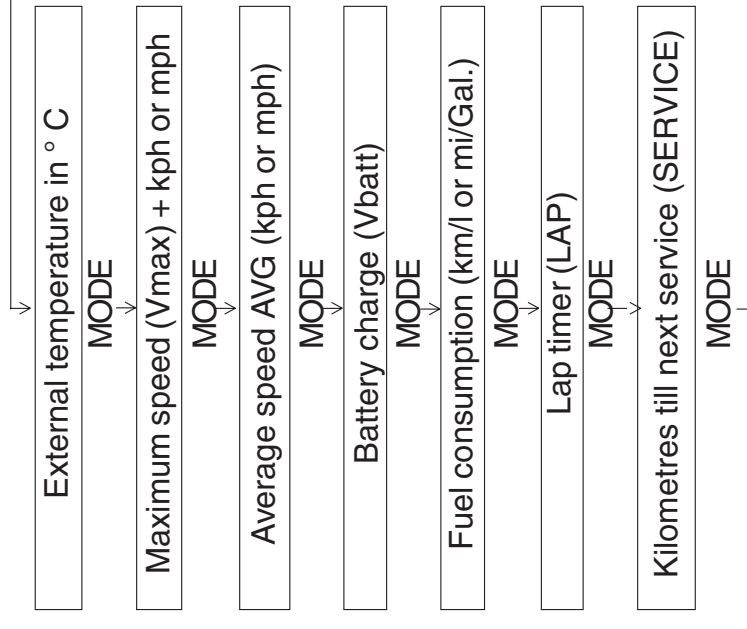 External temperature in ° C
MODE
Maximum speed (Vmax) + kph or mph
MODE
Average speed AVG (kph or mph)
MODE
Battery charge (Vbatt)
MODE
Fuel consumption (km/l or mi/Gal.)
MODE
Lap timer (LAP)
MODE
Kilometres till next service (SERVICE)
MODE